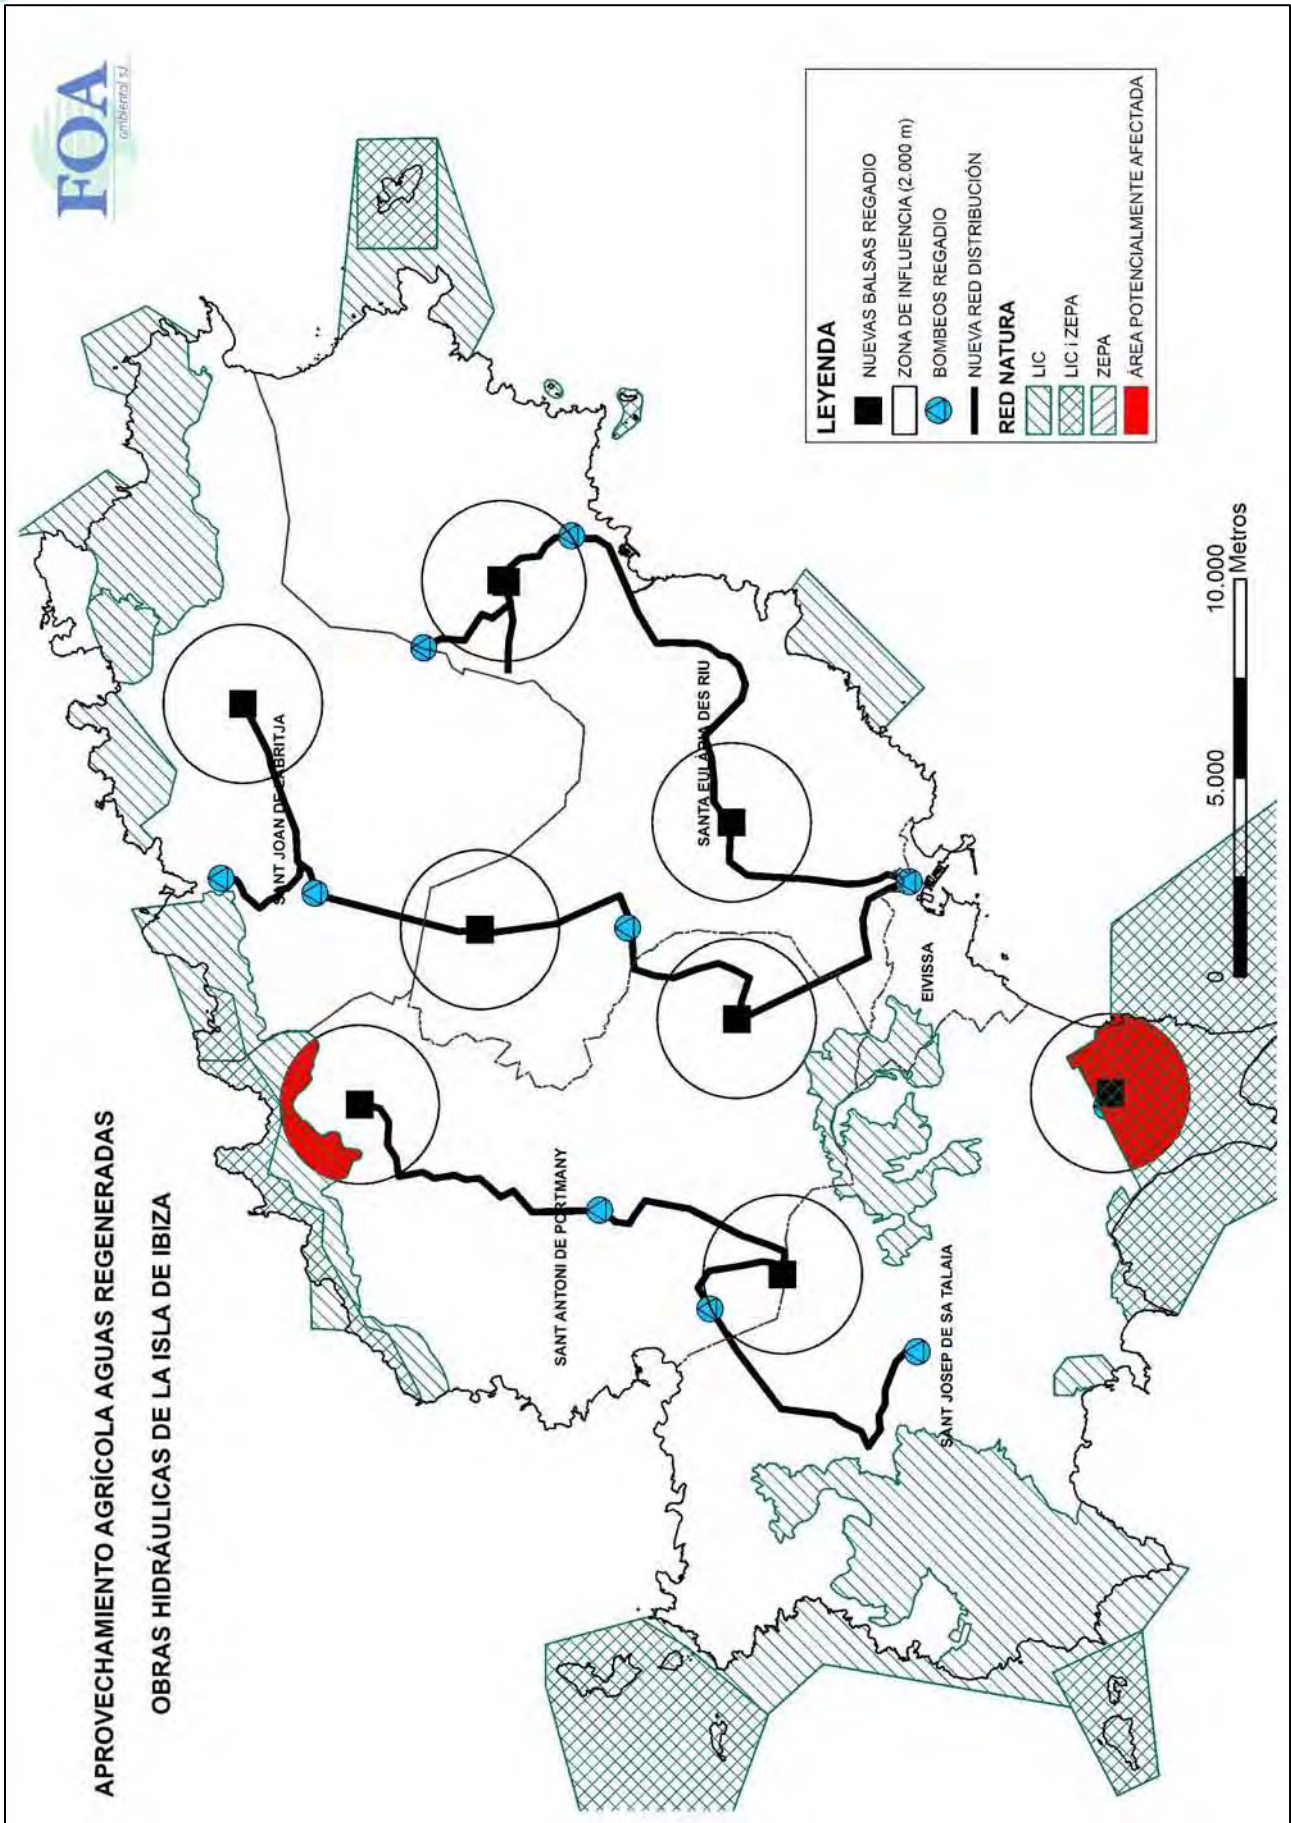 APROVECHAMIENTO AGRÍCOLA AGUAS REGENERADAS
OBRAS HIDRÁULICAS DE LA ISLA DE IBIZA
FOA
ambiental sl
SANT JOAN DE LABRITJA
SANTA EULÀRIA DES RIU
SANT ANTONI DE PORTMANY
EIVISSA
SANT JOSEP DE SA TALAIA
LEYENDA
NUEVAS BALSAS REGADIO
ZONA DE INFLUENCIA (2.000 m)
BOMBEOS REGADIO
NUEVA RED DISTRIBUCIÓN
RED NATURA
LIC
LIC i ZEPA
ZEPA
ÁREA POTENCIALMENTE AFECTADA
0 5.000 10.000
Metros